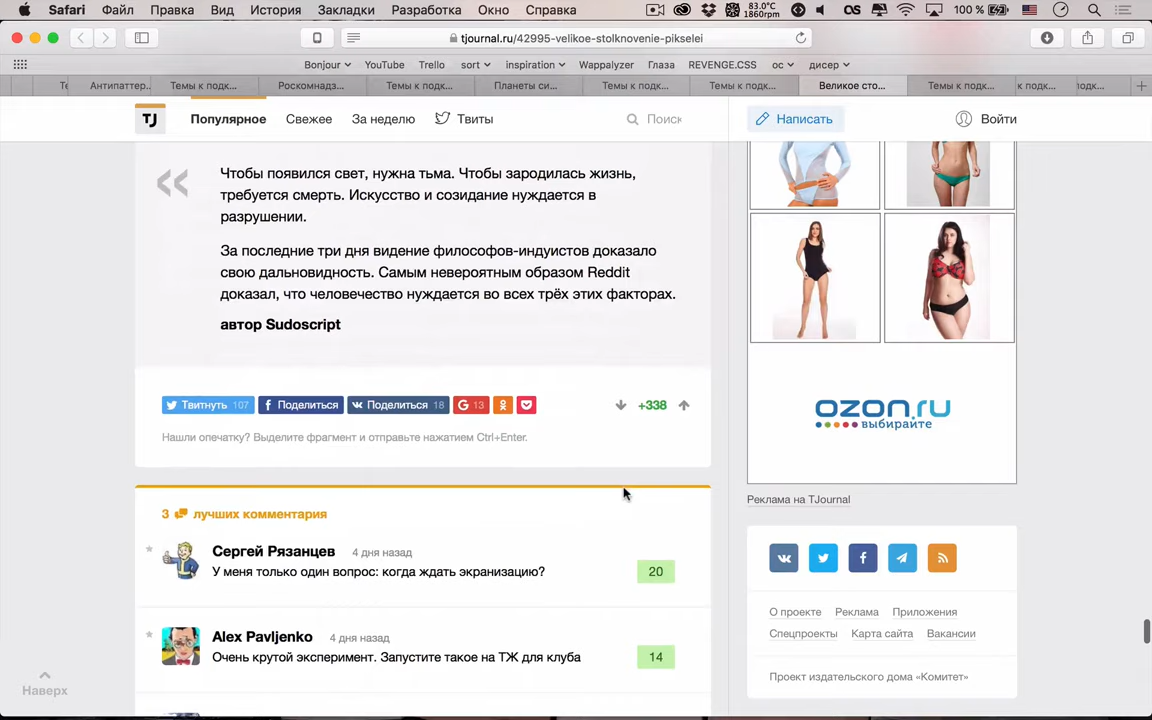 Safari Файл Правка Вид История Закладки Разработка Окно Справка
83.0°C
1860rpm
100 %
tjournal.ru/42995-velikoe-stolknovenie-pikselei
Bonjour YouTube Trello sort inspiration Wappalyzer Глаза REVENGE.CSS ос дисер
Те Антипаттер... Темы к подк... Роскомнадз... Темы к подк... Планеты си... Темы к подк... Темы к подк... Великое сто... Темы к подк... к подк... подк...
TJ Популярное Свежее За неделю Твиты Поиск Написать Войти
Чтобы появился свет, нужна тьма. Чтобы зародилась жизнь,
требуется смерть. Искусство и созидание нуждается в
разрушении.
За последние три дня видение философов-индуистов доказало
свою дальновидность. Самым невероятным образом Reddit
доказал, что человечество нуждается во всех трёх этих факторах.
автор Sudoscript
Твитнуть 107 Поделиться Поделиться 18 G 13 +338
Нашли опечатку? Выделите фрагмент и отправьте нажатием Ctrl+Enter.
3 лучших комментария
Сергей Рязанцев 4 дня назад
У меня только один вопрос: когда ждать экранизацию? 20
Alex Pavljenko 4 дня назад
Очень крутой эксперимент. Запустите такое на ТЖ для клуба 14
Наверх
ozon.ru
выбирайте
Реклама на TJournal
О проекте Реклама Приложения
Спецпроекты Карта сайта Вакансии
Проект издательского дома «Комитет»